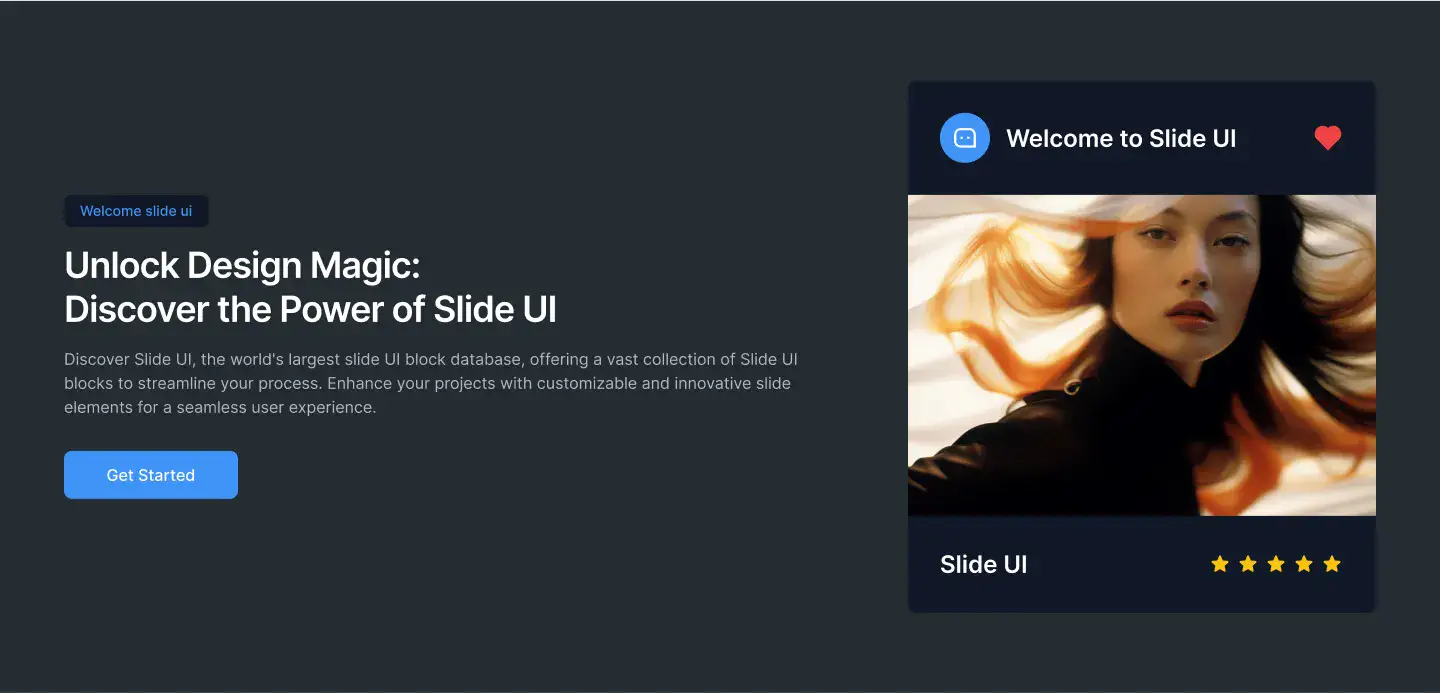 Welcome slide ui
Unlock Design Magic:
Discover the Power of Slide UI
Discover Slide UI, the world's largest slide UI block database, offering a vast collection of Slide UI
blocks to streamline your process. Enhance your projects with customizable and innovative slide
elements for a seamless user experience.
Get Started
Welcome to Slide UI
Slide UI